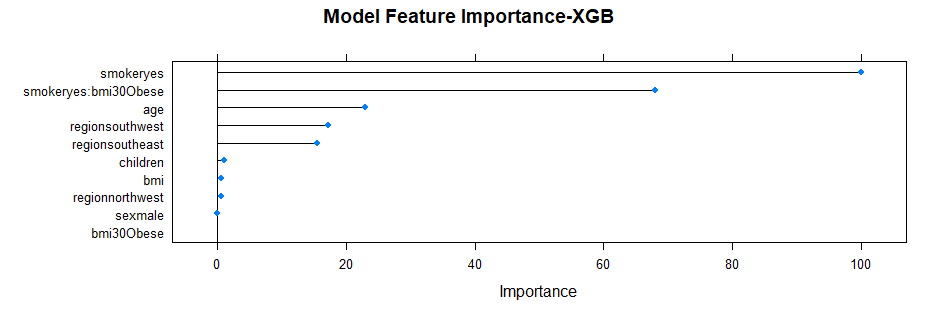 Model Feature Importance-XGB
smokeryes
smokeryes:bmi30Obese
age
regionsouthwest
regionsoutheast
children
bmi
regionnorthwest
sexmale
bmi30Obese
0 20 40 60 80 100
Importance